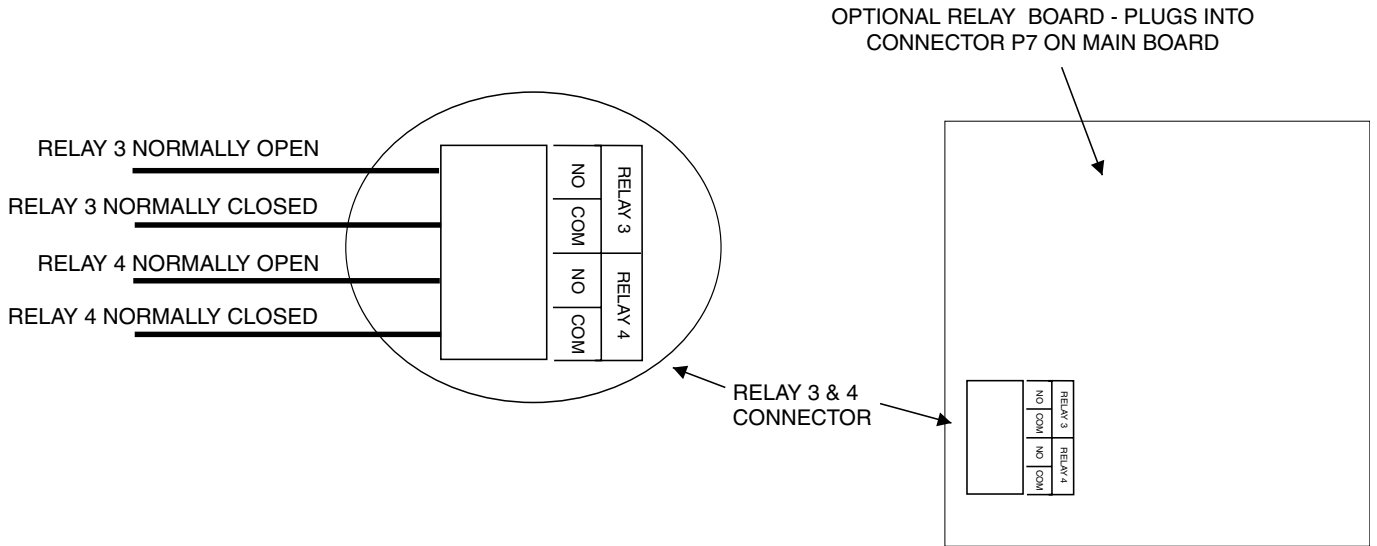 OPTIONAL RELAY BOARD - PLUGS INTO
CONNECTOR P7 ON MAIN BOARD
RELAY 3 NORMALLY OPEN
RELAY 3 NORMALLY CLOSED
RELAY 4 NORMALLY OPEN
RELAY 4 NORMALLY CLOSED
NO
COM
NO
COM
RELAY 3
RELAY 4
RELAY 3 & 4
CONNECTOR
NO
COM
NO
COM
RELAY 3
RELAY 4